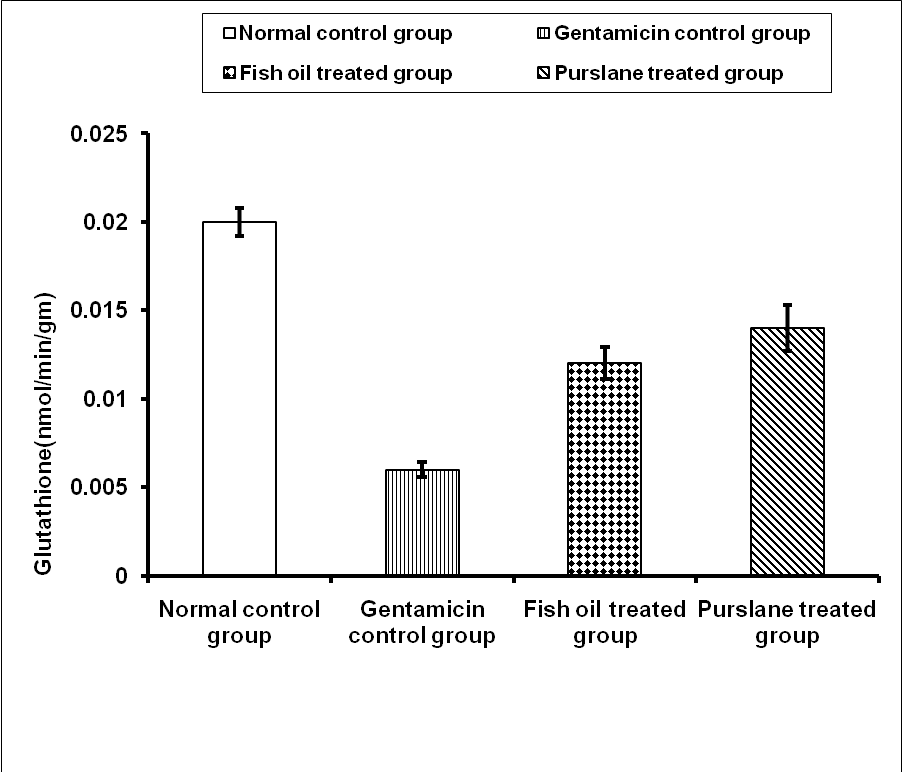 Normal control group
Gentamicin control group
Fish oil treated group
Purslane treated group
0.025
0.02
0.015
0.01
0.005
0
Glutathione(nmol/min/gm)
Normal control
group
Gentamicin
control group
Fish oil treated
group
Purslane treated
group